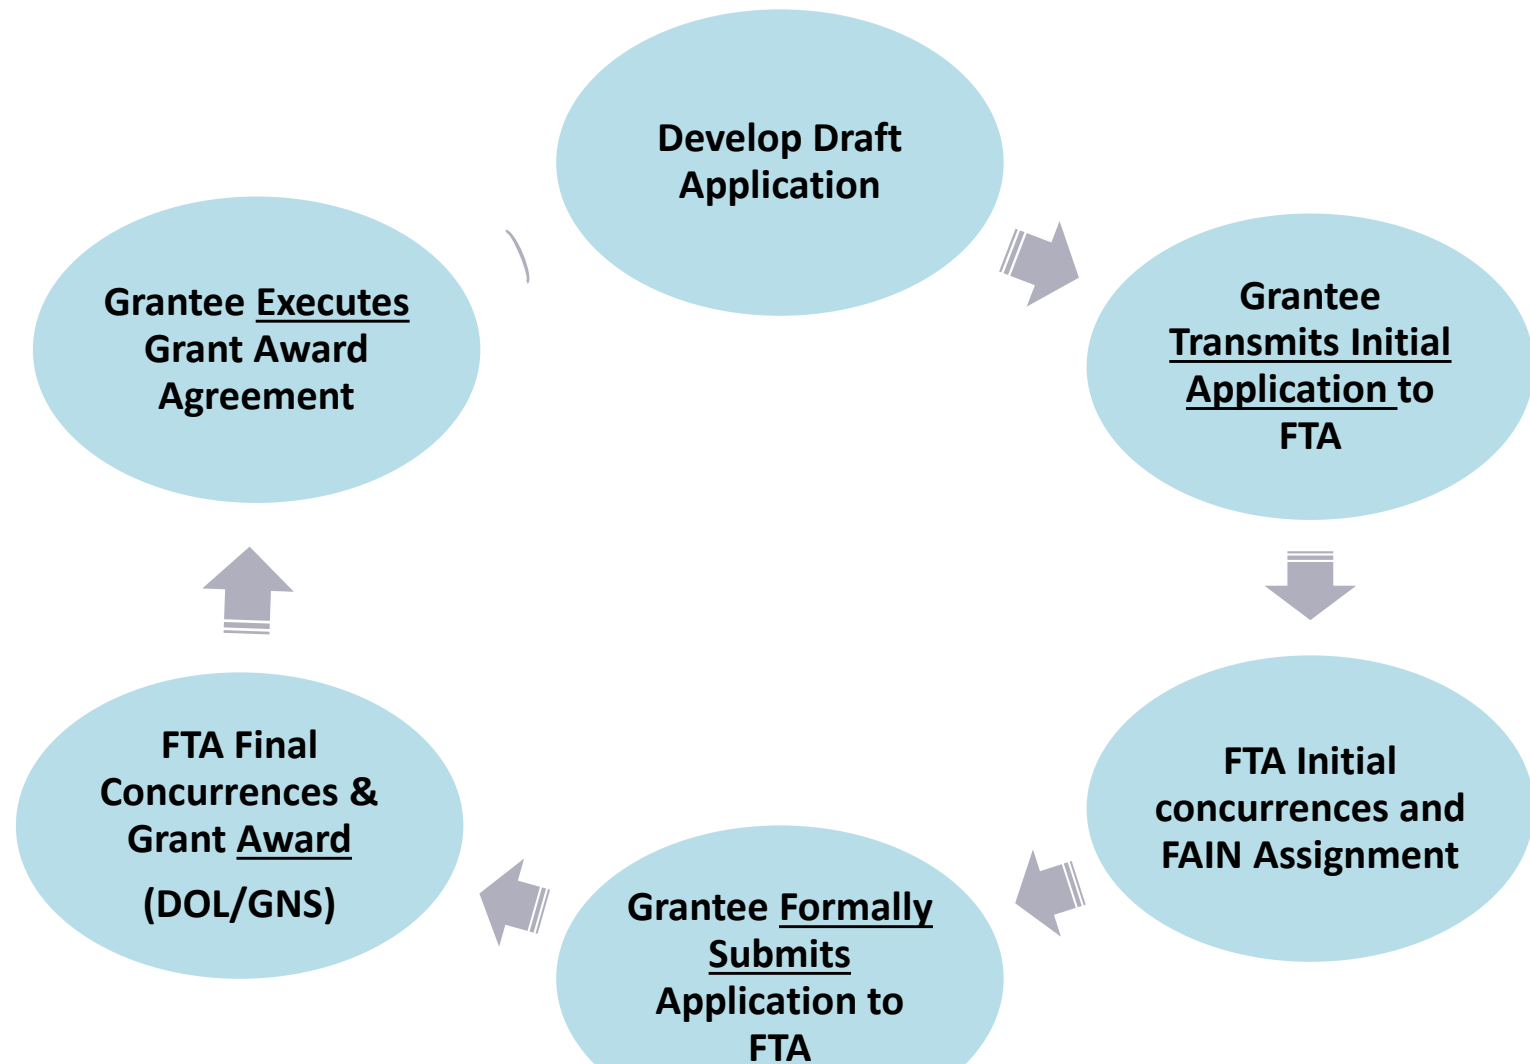 Develop Draft
Application
Grantee
Transmits Initial
Application to
FTA
FTA Initial
concurrences and
FAIN Assignment
Grantee Formally
Submits
Application to
FTA
FTA Final
Concurrences &
Grant Award
(DOL/GNS)
Grantee Executes
Grant Award
Agreement